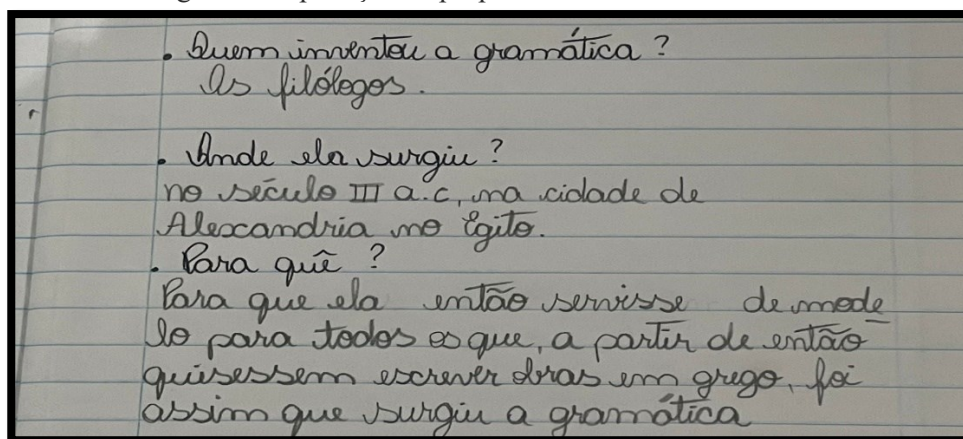 . Quem inventou a gramática?
Os filólogos.
. Onde ela surgiu?
no século III a.c, na cidade de
Alexandria no Egito.
. Para quê?
Para que ela então servisse de mode
lo para todos os que, a partir de então
quisessem escrever obras em grego, foi
assim que surgiu a gramática